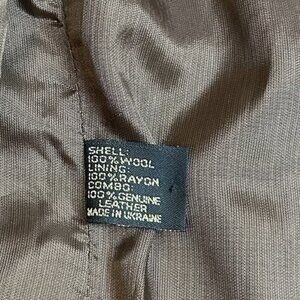 SHELL:
100% WOOL
LINING:
100% RAYON
COMBO:
100% GENUINE
LEATHER
MADE IN UKRAINE